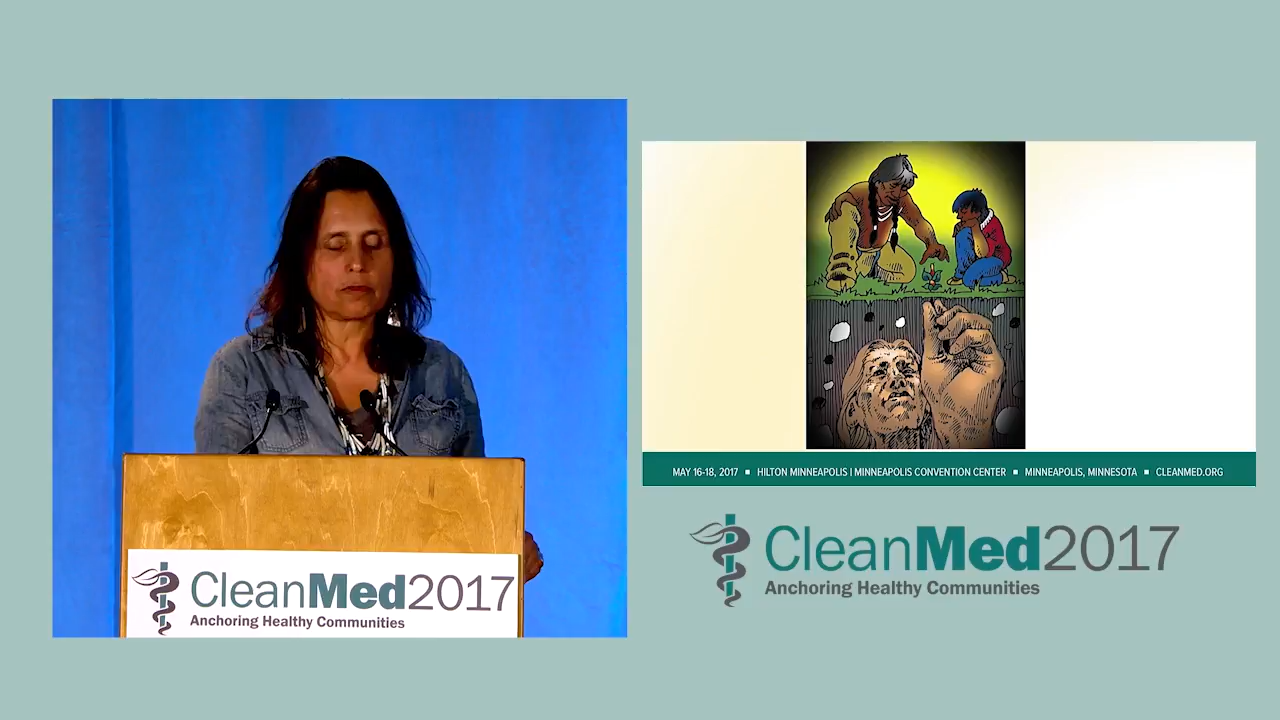 CleanMed2017
Anchoring Healthy Communities
MAY 16-18, 2017 ■ HILTON MINNEAPOLIS | MINNEAPOLIS CONVENTION CENTER ■ MINNEAPOLIS, MINNESOTA ■ CLEANMED.ORG
CleanMed2017
Anchoring Healthy Communities